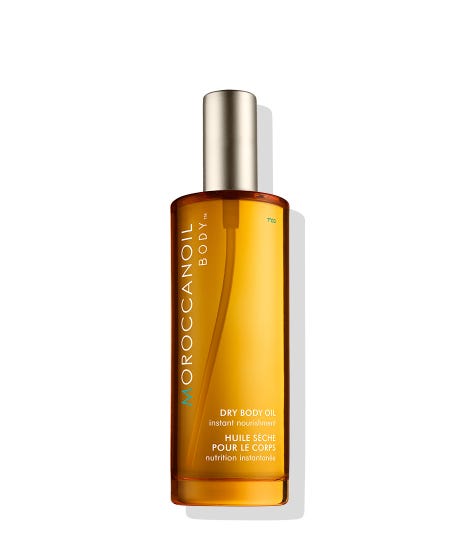 MOROCCANOIL
BODY™
DRY BODY OIL
instant nourishment
HUILE SÈCHE
POUR LE CORPS
nutrition instantanée